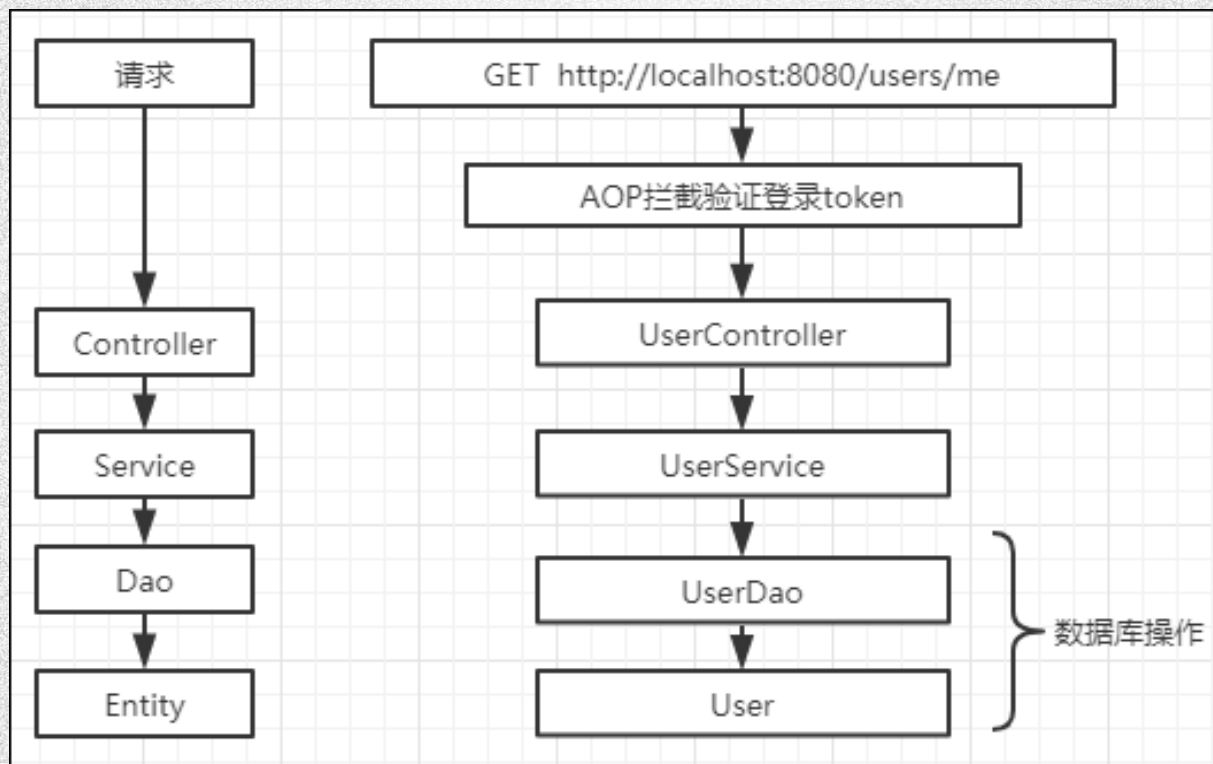 请求
GET http://localhost:8080/users/me
AOP拦截验证登录token
Controller
UserController
Service
UserService
Dao
UserDao
数据库操作
Entity
User